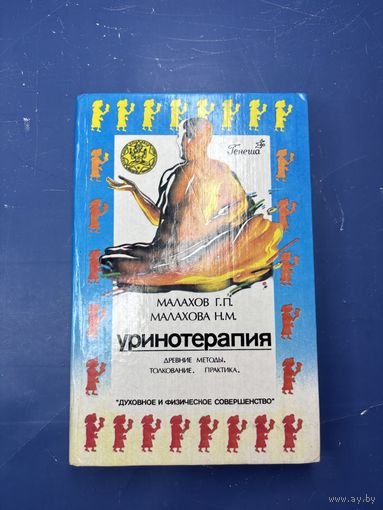 Генеша
МАЛАХОВ Г.П.
МАЛАХОВА Н.М.
уринотерапия
ДРЕВНИЕ МЕТОДЫ.
ТОЛКОВАНИЕ. ПРАКТИКА.
"ДУХОВНОЕ И ФИЗИЧЕСКОЕ СОВЕРШЕНСТВО"
www.ay.by